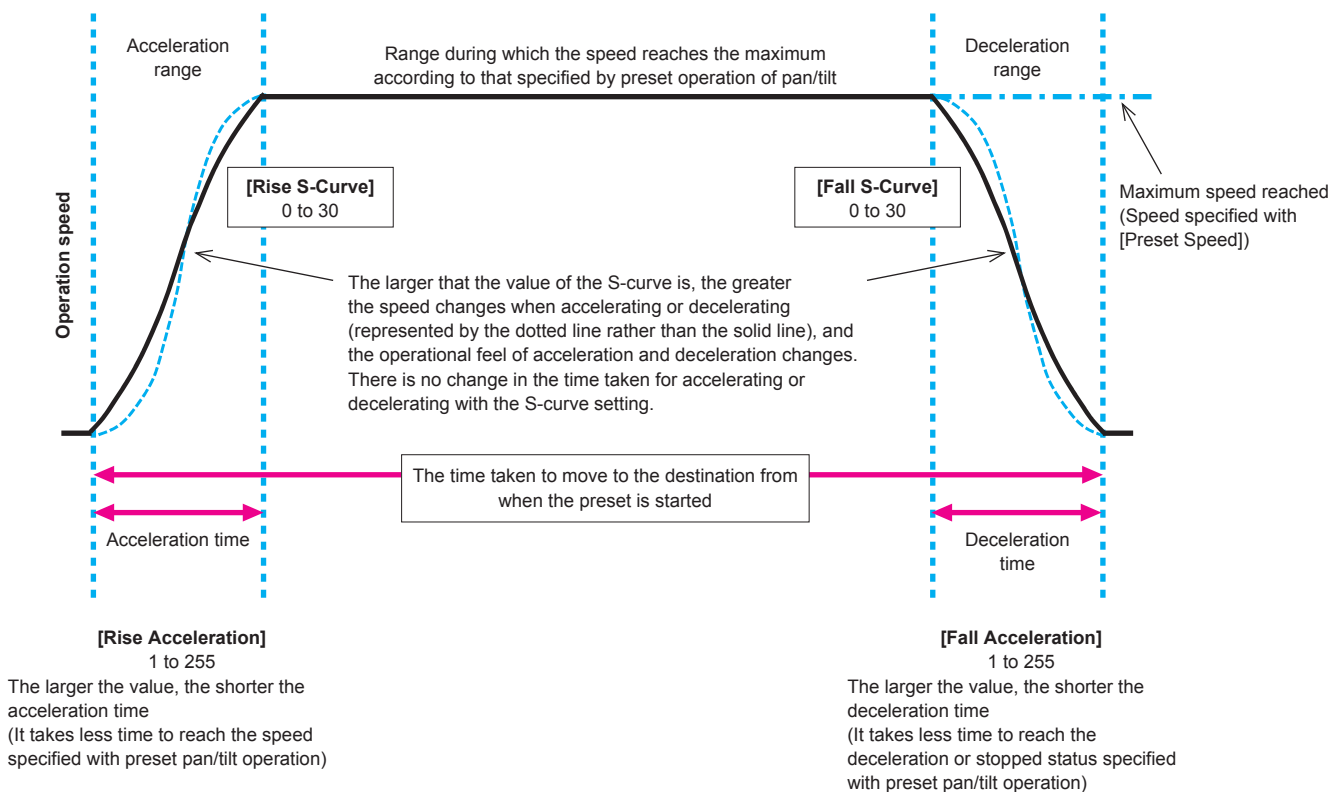 Acceleration
range
Range during which the speed reaches the maximum
according to that specified by preset operation of pan/tilt
Deceleration
range
[Rise S-Curve]
0 to 30
[Fall S-Curve]
0 to 30
Maximum speed reached
(Speed specified with
[Preset Speed])
Operation speed
The larger that the value of the S-curve is, the greater
the speed changes when accelerating or decelerating
(represented by the dotted line rather than the solid line), and
the operational feel of acceleration and deceleration changes.
There is no change in the time taken for accelerating or
decelerating with the S-curve setting.
The time taken to move to the destination from
when the preset is started
Acceleration time
Deceleration
time
[Rise Acceleration]
1 to 255
The larger the value, the shorter the
acceleration time
(It takes less time to reach the speed
specified with preset pan/tilt operation)
[Fall Acceleration]
1 to 255
The larger the value, the shorter the
deceleration time
(It takes less time to reach the
deceleration or stopped status specified
with preset pan/tilt operation)